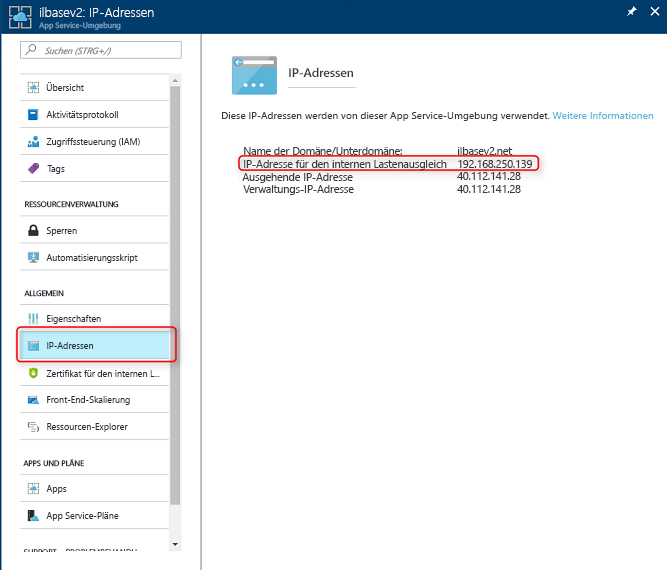 ilbasev2: IP-Adressen
App Service-Umgebung
Suchen (STRG+/)
Übersicht
Aktivitätsprotokoll
Zugriffssteuerung (IAM)
Tags
RESSOURCENVERWALTUNG
Sperren
Automatisierungsskript
ALLGEMEIN
Eigenschaften
IP-Adressen
Zertifikat für den internen L...
Front-End-Skalierung
Ressourcen-Explorer
APPS UND PLÄNE
Apps
App Service-Pläne
IP-Adressen
Diese IP-Adressen werden von dieser App Service-Umgebung verwendet. Weitere Informationen
Name der Domäne/Unterdomäne: ilbasev2.net
IP-Adresse für den internen Lastenausgleich 192.168.250.139
Ausgehende IP-Adresse 40.112.141.28
Verwaltungs-IP-Adresse 40.112.141.28